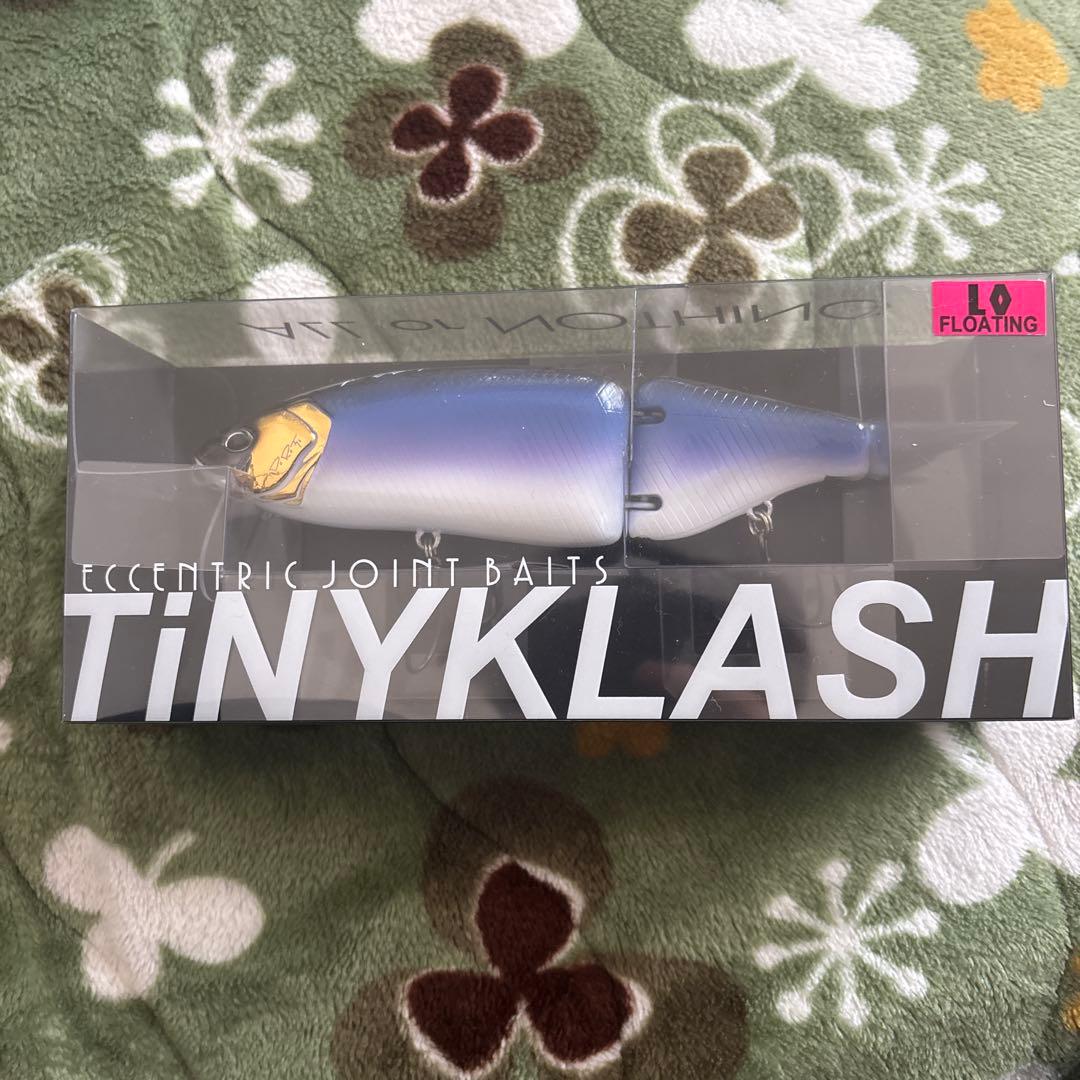 ALL or NOTHING
LO
FLOATING
D.R.T.
ECCENTRIC JOINT BAITS
TiNYKLASH